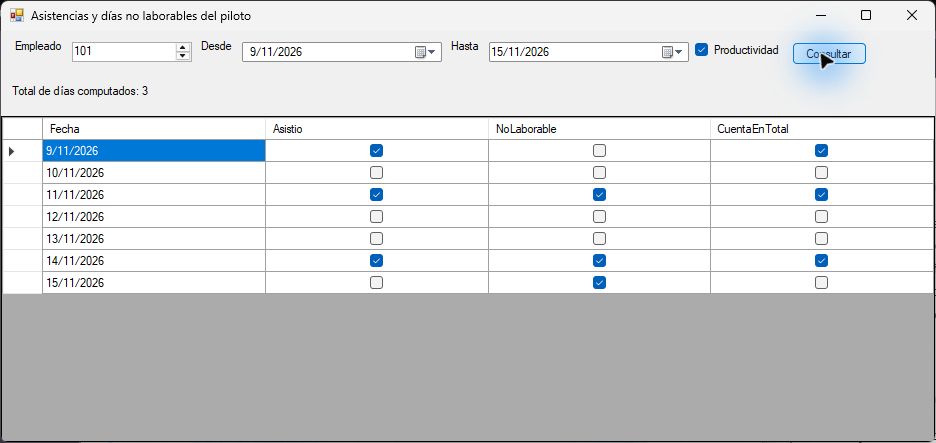 Asistencias y días no laborables del piloto
Empleado 101 Desde 9/11/2026 Hasta 15/11/2026 Productividad Consultar
Total de días computados: 3
Fecha Asistio NoLaborable CuentaEnTotal
9/11/2026
10/11/2026
11/11/2026
12/11/2026
13/11/2026
14/11/2026
15/11/2026